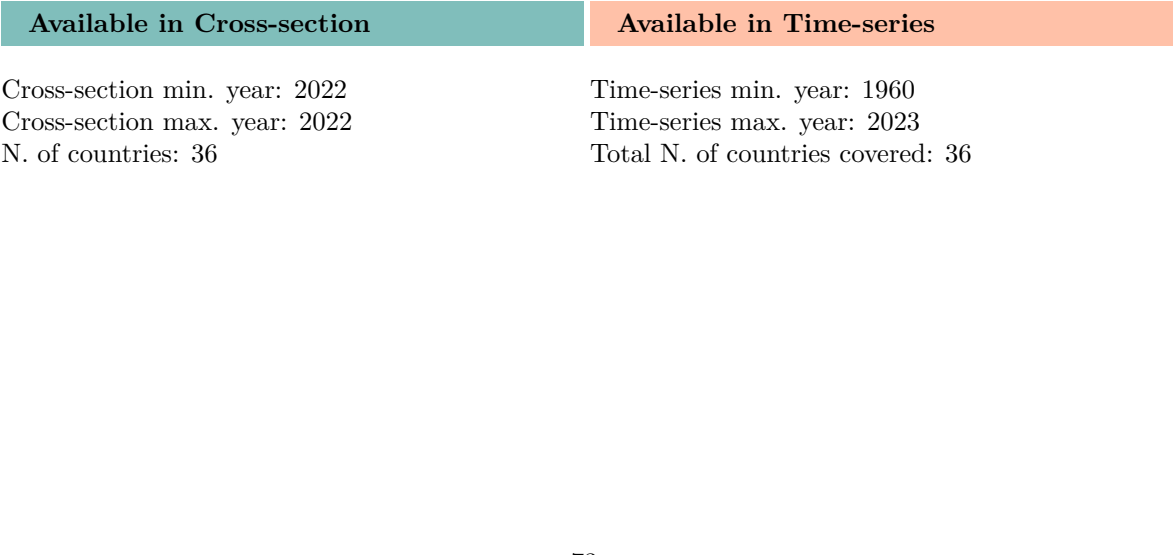 Available in Cross-section
Cross-section min. year: 2022
Cross-section max. year: 2022
N. of countries: 36
Available in Time-series
Time-series min. year: 1960
Time-series max. year: 2023
Total N. of countries covered: 36